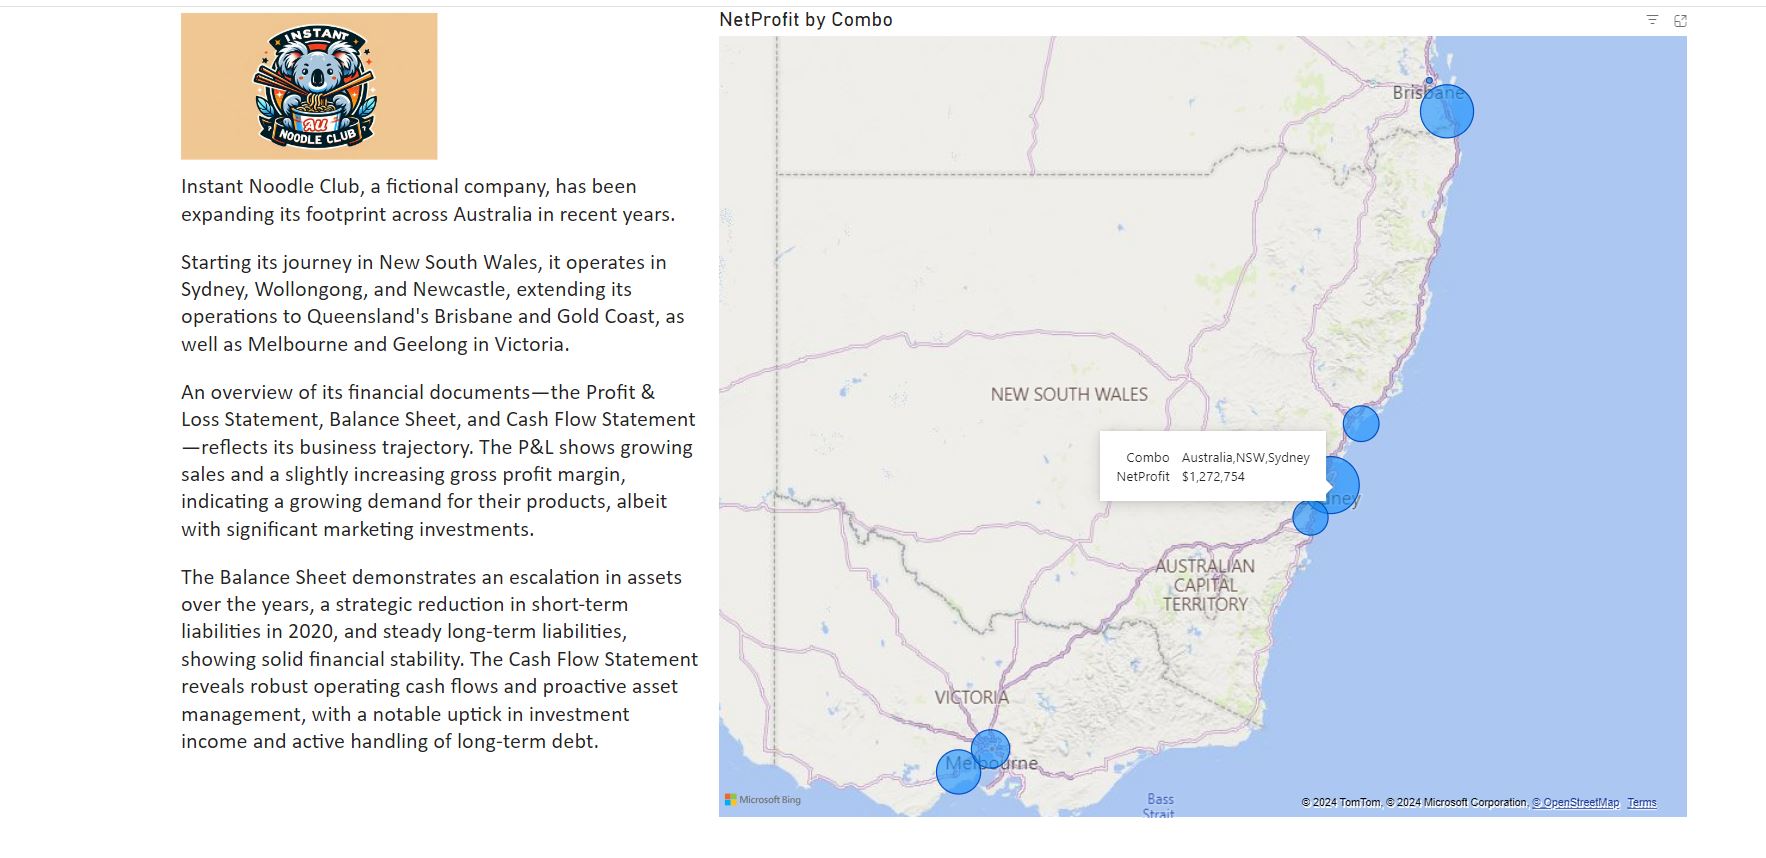 INSTANT
AU
NOODLE CLUB
Instant Noodle Club, a fictional company, has been
expanding its footprint across Australia in recent years.
Starting its journey in New South Wales, it operates in
Sydney, Wollongong, and Newcastle, extending its
operations to Queensland's Brisbane and Gold Coast, as
well as Melbourne and Geelong in Victoria.
An overview of its financial documents—the Profit &
Loss Statement, Balance Sheet, and Cash Flow Statement
—reflects its business trajectory. The P&L shows growing
sales and a slightly increasing gross profit margin,
indicating a growing demand for their products, albeit
with significant marketing investments.
The Balance Sheet demonstrates an escalation in assets
over the years, a strategic reduction in short-term
liabilities in 2020, and steady long-term liabilities,
showing solid financial stability. The Cash Flow Statement
reveals robust operating cash flows and proactive asset
management, with a notable uptick in investment
income and active handling of long-term debt.
NetProfit by Combo
Brisbane
NEW SOUTH WALES
Combo Australia,NSW,Sydney
NetProfit $1,272,754
dney
AUSTRALIAN
CAPITAL
TERRITORY
VICTORIA
Melbourne
Bass
Strait
Microsoft Bing
© 2024 TomTom, © 2024 Microsoft Corporation, © OpenStreetMap Terms